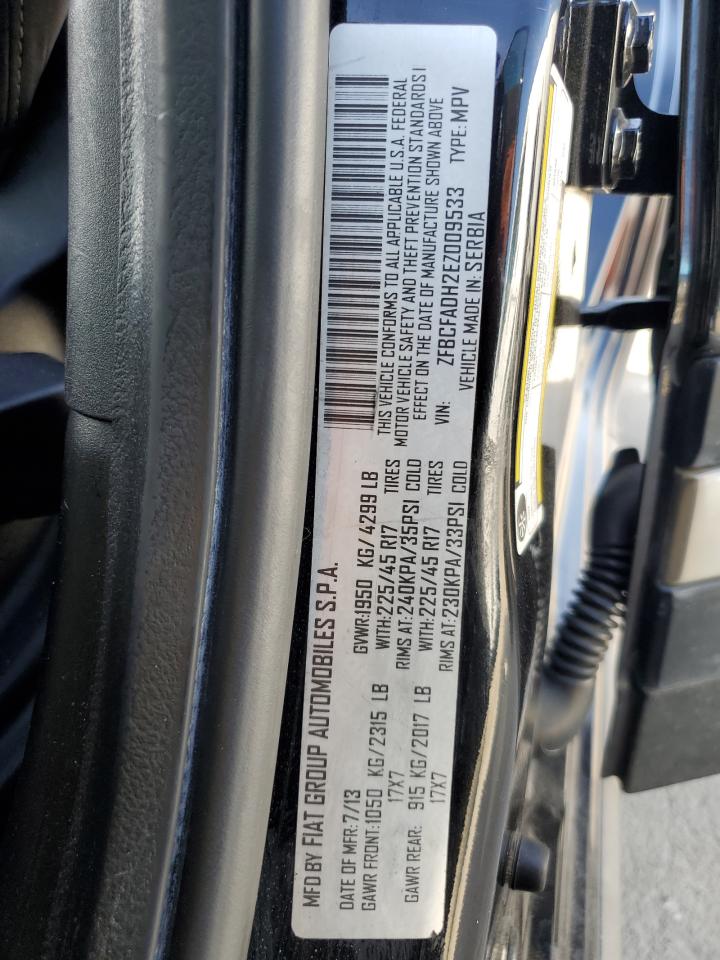 MFD BY FIAT GROUP AUTOMOBILES S.P.A.
DATE OF MFR: 7/13 GVWR: 1950 KG/ 4299 LB
GAWR FRONT: 1050 KG/2315 LB WITH: 225/45 R17 TIRES
17X7 RIMS AT: 240KPA/35PSI COLD
GAWR REAR: 915 KG/2017 LB WITH: 225/45 R17 TIRES
17X7 RIMS AT: 230KPA/33PSI COLD
THIS VEHICLE CONFORMS TO ALL APPLICABLE U.S.A. FEDERAL
MOTOR VEHICLE SAFETY AND THEFT PREVENTION STANDARDS I
EFFECT ON THE DATE OF MANUFACTURE SHOWN ABOVE
VIN: ZFBCFADH2EZ009533 TYPE: MPV
VEHICLE MADE IN: SERBIA